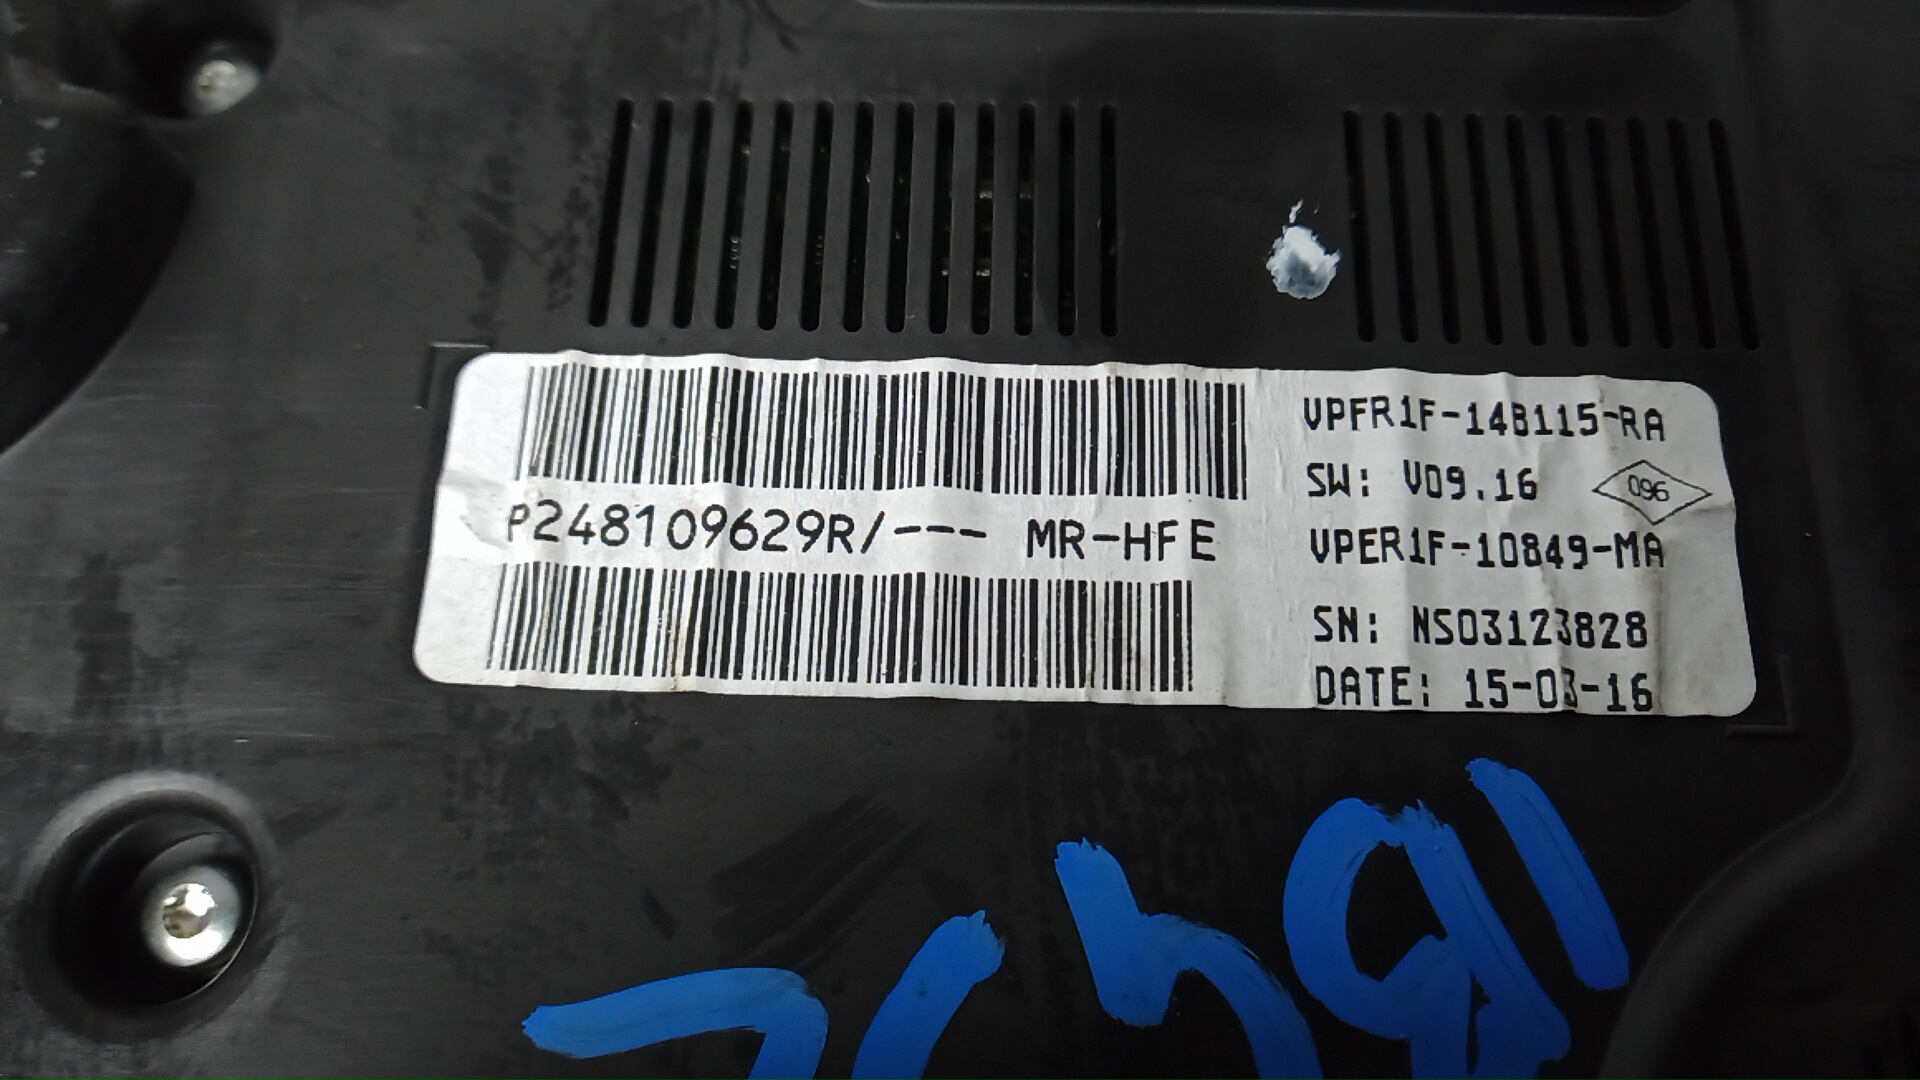 VPFR1F-14B115-RA
SW: V09.16
096
P248109629R/--- MR-HFE
VPER1F-10849-MA
SN: NS03123828
DATE: 15-03-16